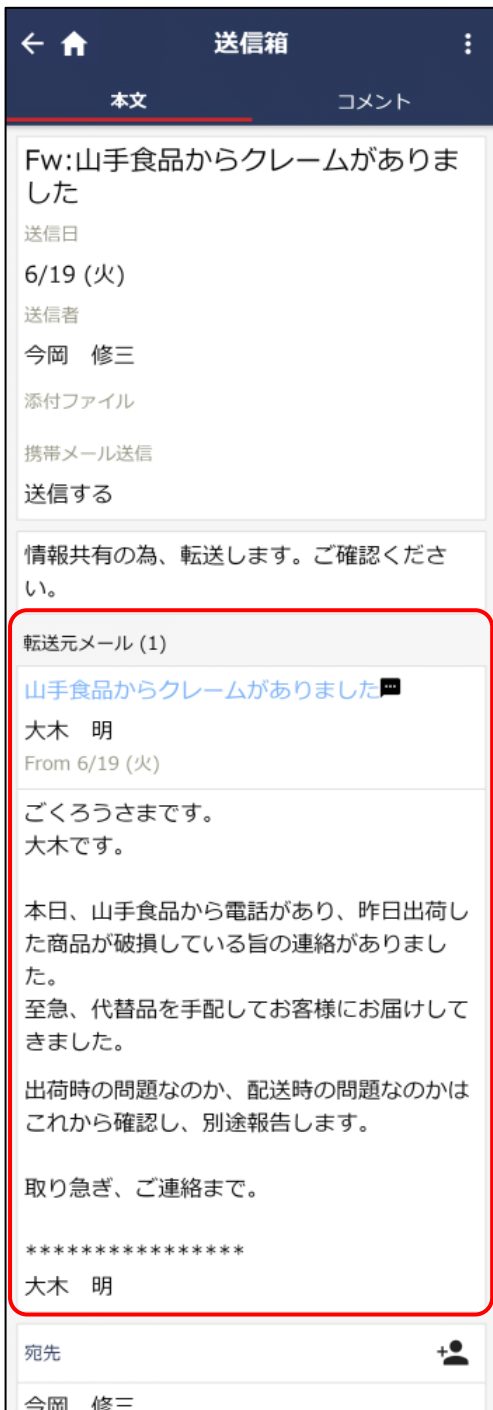 送信箱
本文 コメント
Fw:山手食品からクレームがありま
した
送信日
6/19 (火)
送信者
今岡　修三
添付ファイル
携帯メール送信
送信する
情報共有の為、転送します。ご確認くださ
い。
転送元メール (1)
山手食品からクレームがありました
大木　明
From 6/19 (火)
ごくろうさまです。
大木です。
本日、山手食品から電話があり、昨日出荷し
た商品が破損している旨の連絡がありまし
た。
至急、代替品を手配してお客様にお届けして
きました。
出荷時の問題なのか、配送時の問題なのかは
これから確認し、別途報告します。
取り急ぎ、ご連絡まで。
****************
大木　明
宛先
今岡　修三